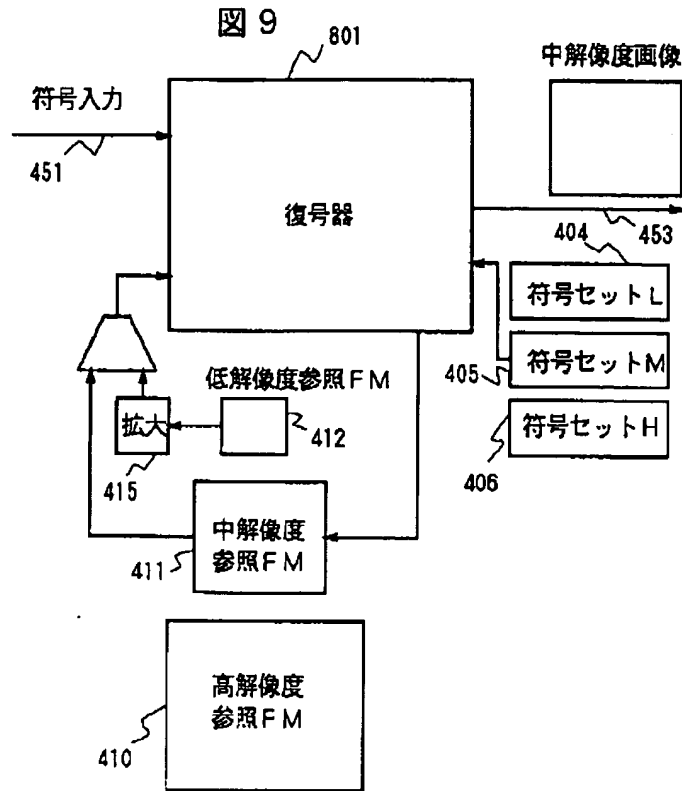 図9
801
中解像度画像
符号入力
451
復号器
453
404
符号セットL
符号セットM
405
符号セットH
406
低解像度参照FM
拡大
412
415
中解像度
参照FM
411
高解像度
参照FM
410